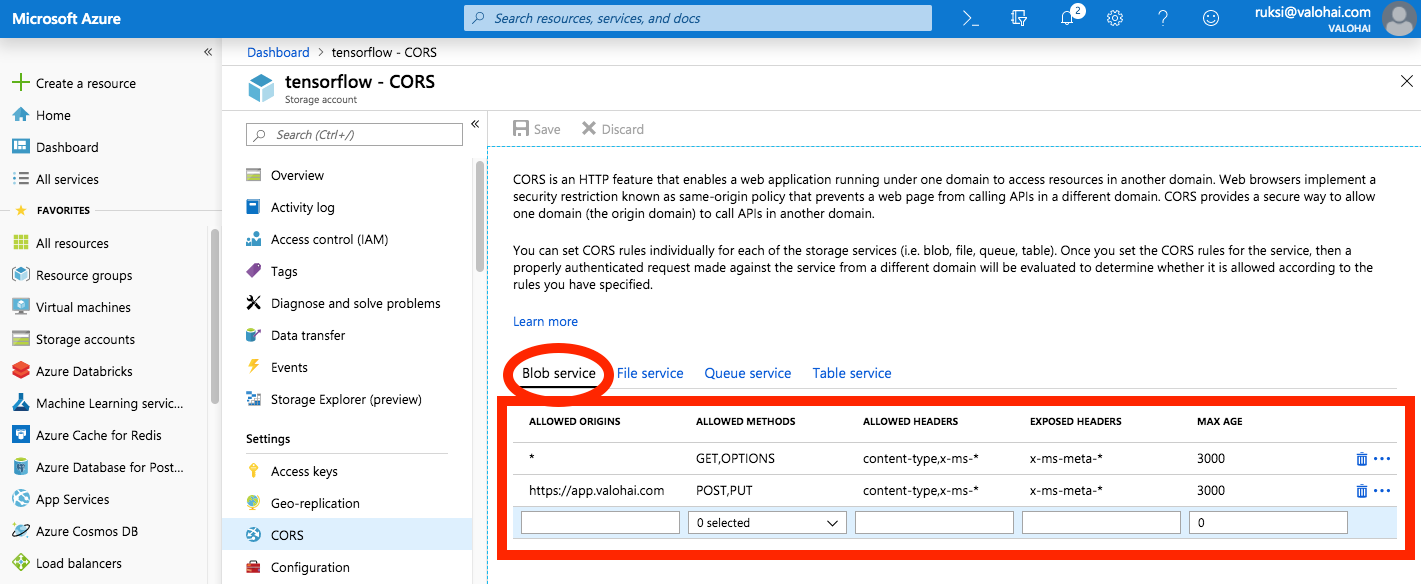 Microsoft Azure
Search resources, services, and docs
2
ruksi@valohai.com
VALOHAI
Create a resource
Home
Dashboard
All services
FAVORITES
All resources
Resource groups
Virtual machines
Storage accounts
Azure Databricks
Machine Learning servic...
Azure Cache for Redis
Azure Database for Post...
App Services
Azure Cosmos DB
Load balancers
Dashboard > tensorflow - CORS
tensorflow - CORS
Storage account
Search (Ctrl+/)
Overview
Activity log
Access control (IAM)
Tags
Diagnose and solve problems
Data transfer
Events
Storage Explorer (preview)
Settings
Access keys
Geo-replication
CORS
Configuration
Save Discard
CORS is an HTTP feature that enables a web application running under one domain to access resources in another domain. Web browsers implement a
security restriction known as same-origin policy that prevents a web page from calling APIs in a different domain. CORS provides a secure way to allow
one domain (the origin domain) to call APIs in another domain.
You can set CORS rules individually for each of the storage services (i.e. blob, file, queue, table). Once you set the CORS rules for the service, then a
properly authenticated request made against the service from a different domain will be evaluated to determine whether it is allowed according to the
rules you have specified.
Learn more
Blob service File service Queue service Table service
ALLOWED ORIGINS ALLOWED METHODS ALLOWED HEADERS EXPOSED HEADERS MAX AGE
* GET,OPTIONS content-type,x-ms-* x-ms-meta-* 3000
https://app.valohai.com POST,PUT content-type,x-ms-* x-ms-meta-* 3000
0 selected 0